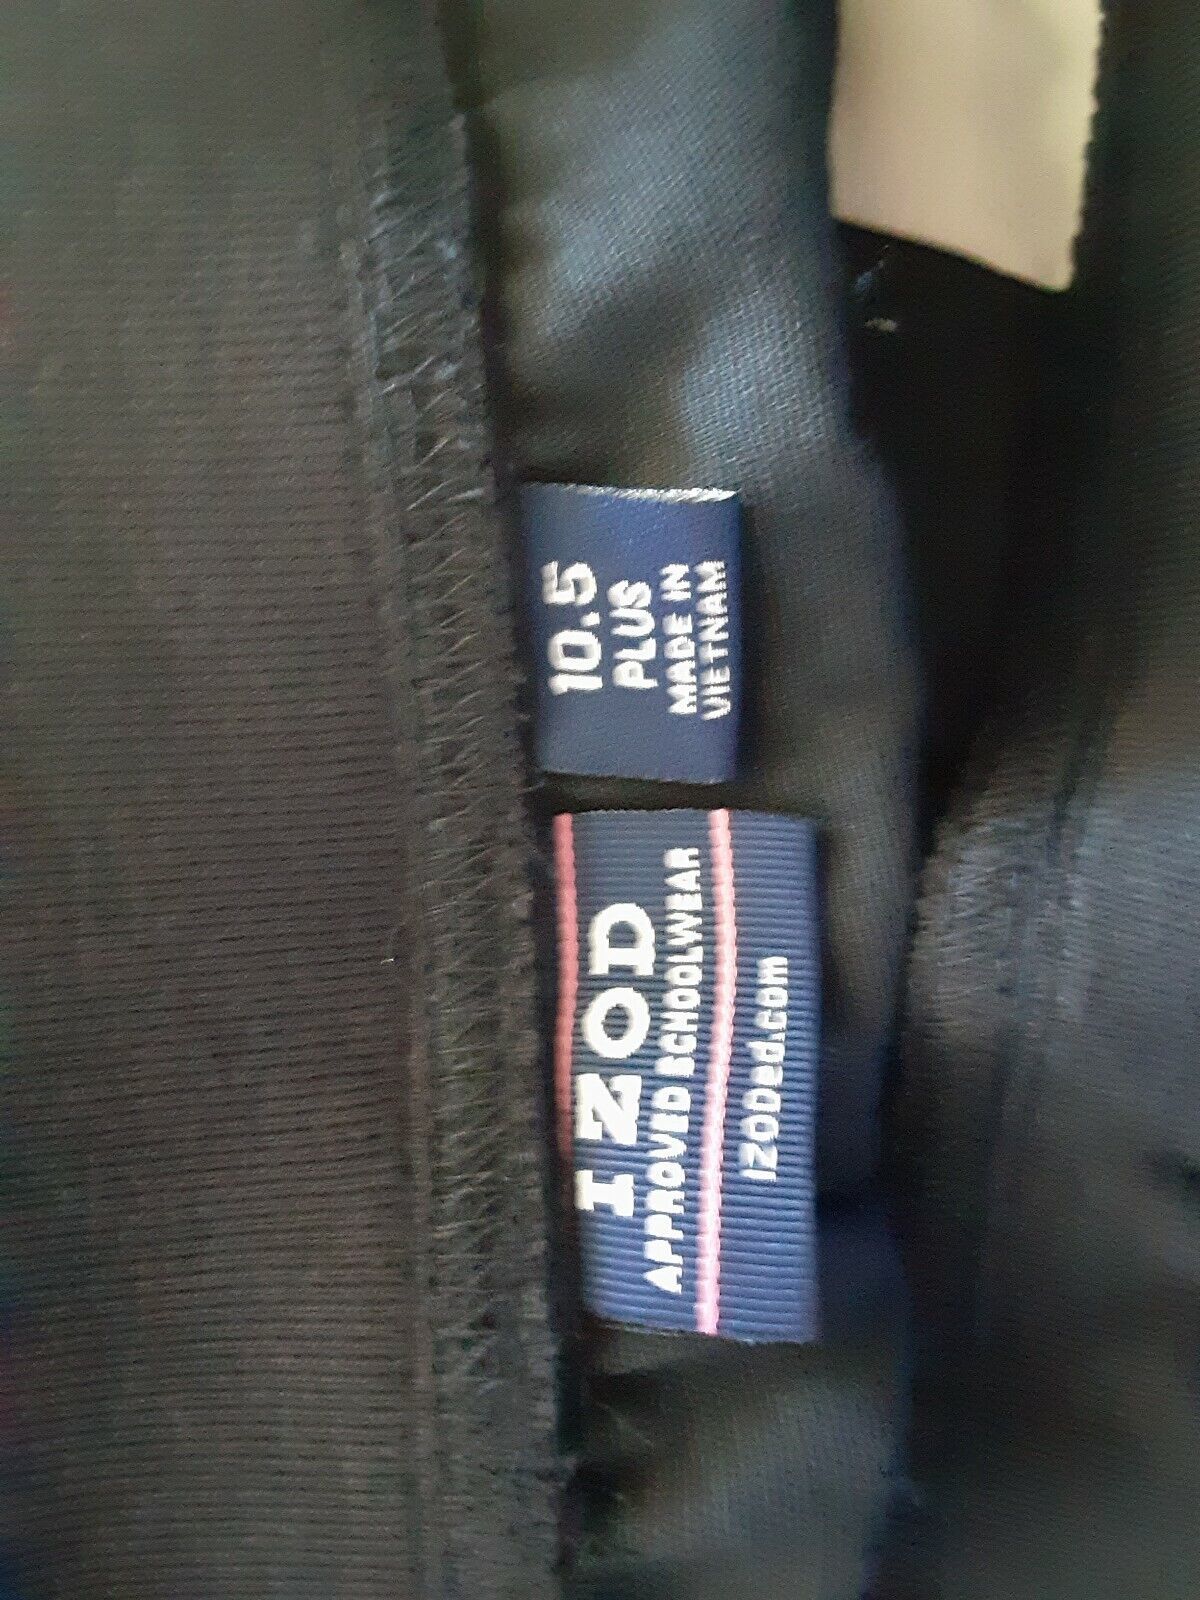 10.5
PLUS
MADE IN
VIETNAM
IZOD
APPROVED SCHOOLWEAR
IZODed.com